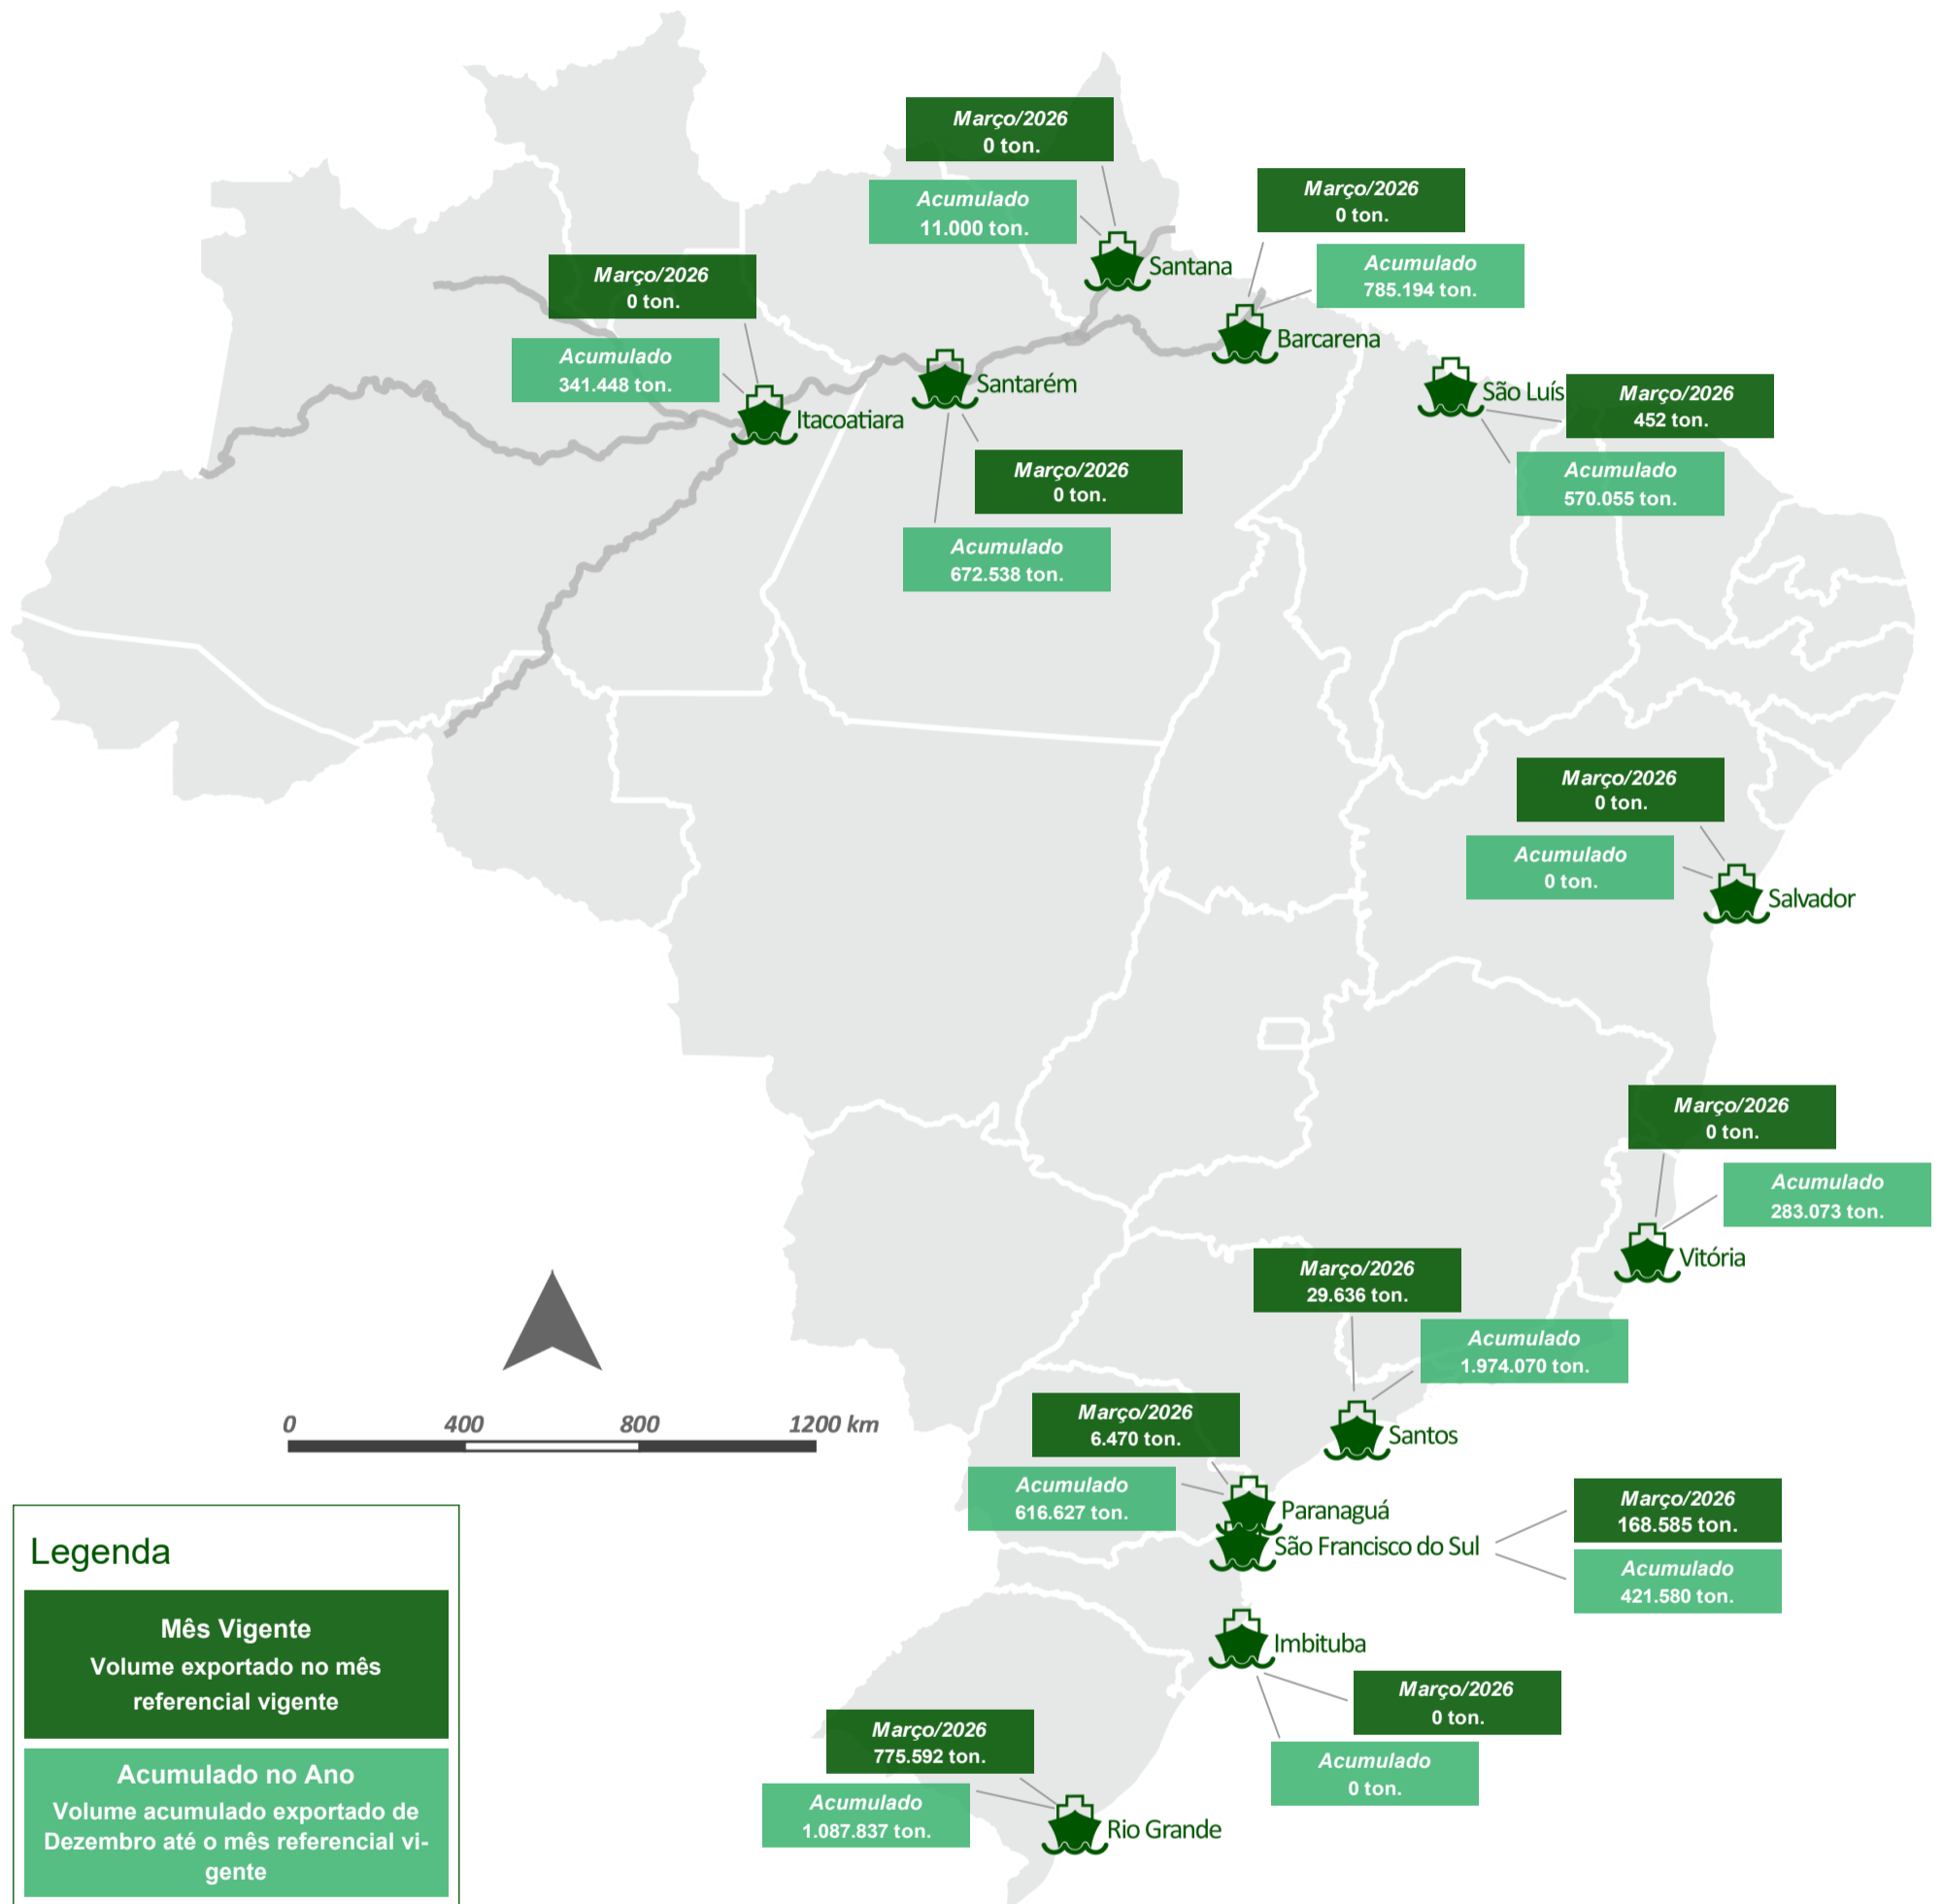 Março/2026
0 ton.
Acumulado
11.000 ton.
Santana
Março/2026
0 ton.
Acumulado
785.194 ton.
Barcarena
Março/2026
0 ton.
Acumulado
341.448 ton.
Itacoatiara
Santarém
Março/2026
0 ton.
Acumulado
672.538 ton.
São Luís
Março/2026
452 ton.
Acumulado
570.055 ton.
Março/2026
0 ton.
Acumulado
0 ton.
Salvador
Março/2026
0 ton.
Acumulado
283.073 ton.
Vitória
Março/2026
29.636 ton.
Acumulado
1.974.070 ton.
Santos
Março/2026
6.470 ton.
Acumulado
616.627 ton.
Paranaguá
São Francisco do Sul
Março/2026
168.585 ton.
Acumulado
421.580 ton.
Imbituba
Março/2026
0 ton.
Acumulado
0 ton.
Março/2026
775.592 ton.
Acumulado
1.087.837 ton.
Rio Grande
0 400 800 1200 km
Legenda
Mês Vigente
Volume exportado no mês
referencial vigente
Acumulado no Ano
Volume acumulado exportado de
Dezembro até o mês referencial vi-
gente